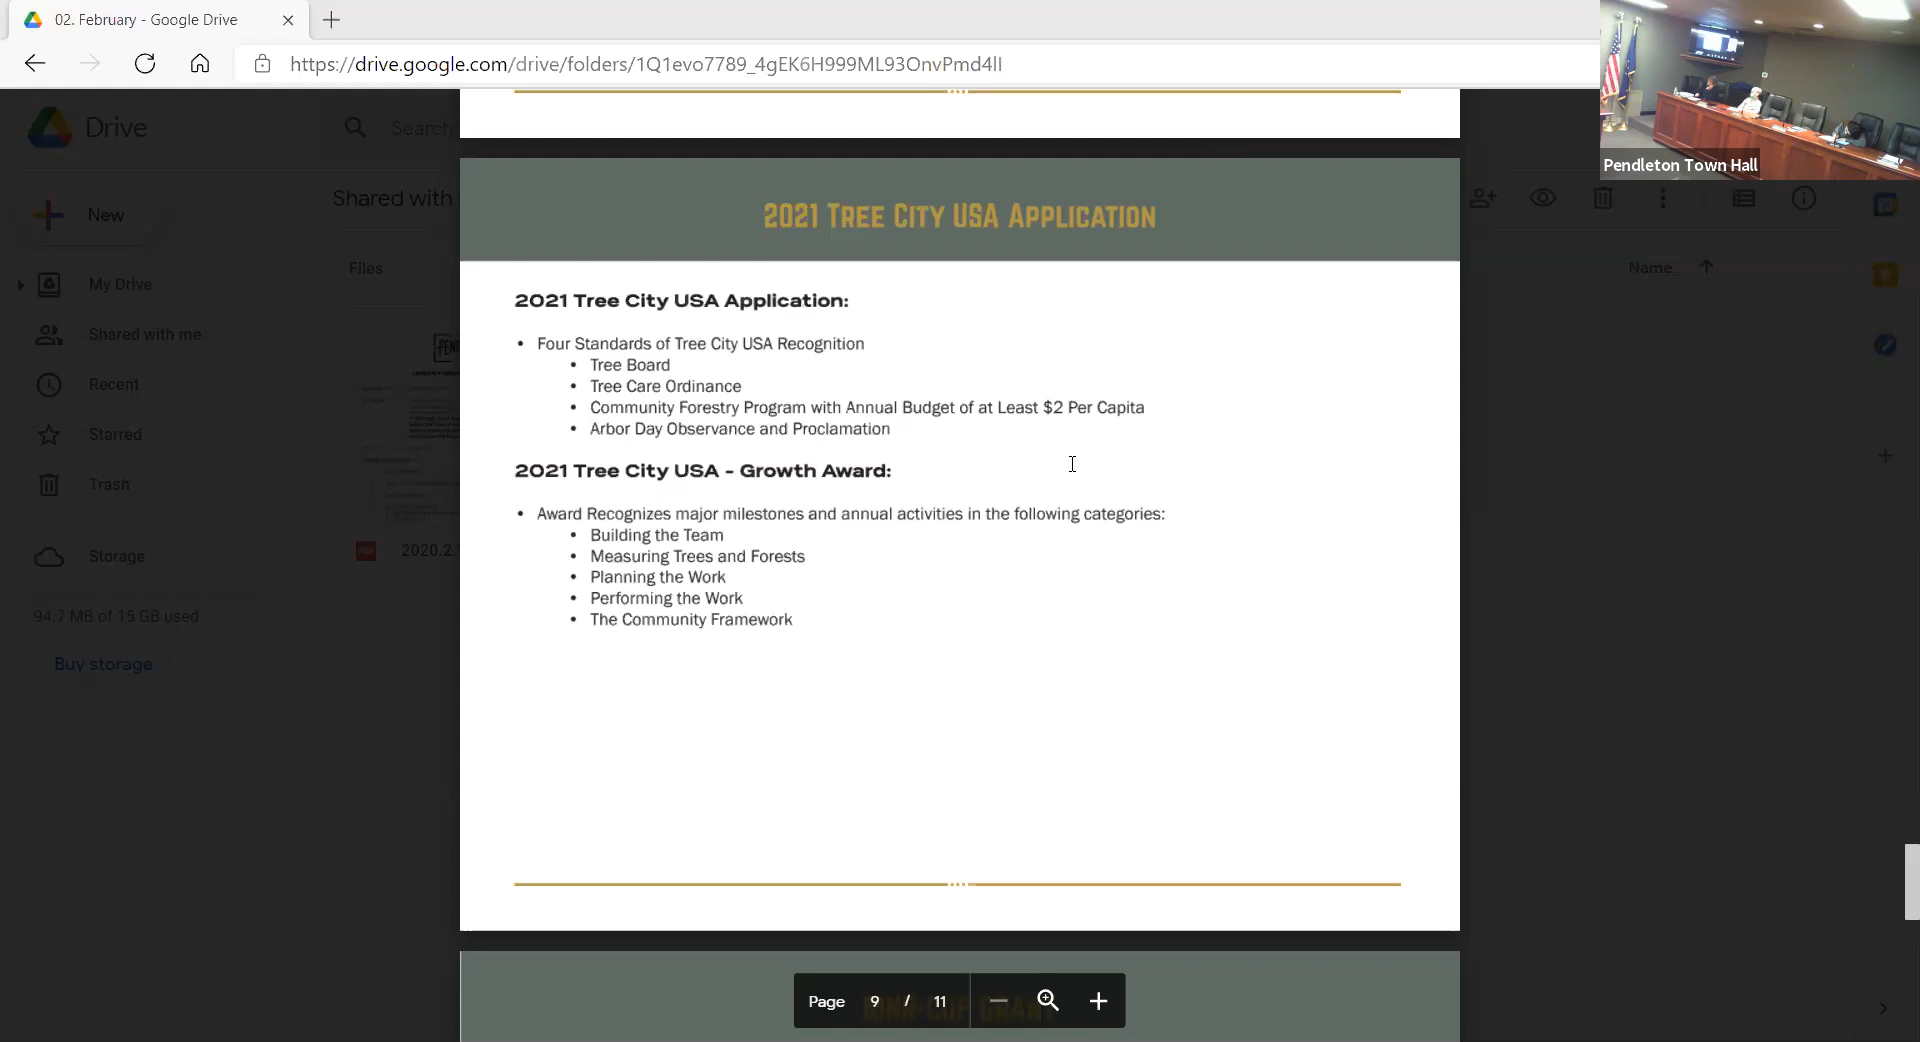 02. February - Google Drive
https://drive.google.com/drive/folders/1Q1evo7789_4gEK6H999ML93OnvPmd4lI
Pendleton Town Hall
Drive
Search
New
Shared with
My Drive
Files
Name
Shared with me
Recent
Starred
Trash
2020.2.
Storage
94.7 MB of 15 GB used
Buy storage
2021 Tree City USA Application
2021 Tree City USA Application:
• Four Standards of Tree City USA Recognition
• Tree Board
• Tree Care Ordinance
• Community Forestry Program with Annual Budget of at Least $2 Per Capita
• Arbor Day Observance and Proclamation
2021 Tree City USA - Growth Award:
• Award Recognizes major milestones and annual activities in the following categories:
• Building the Team
• Measuring Trees and Forests
• Planning the Work
• Performing the Work
• The Community Framework
Page 9 / 11